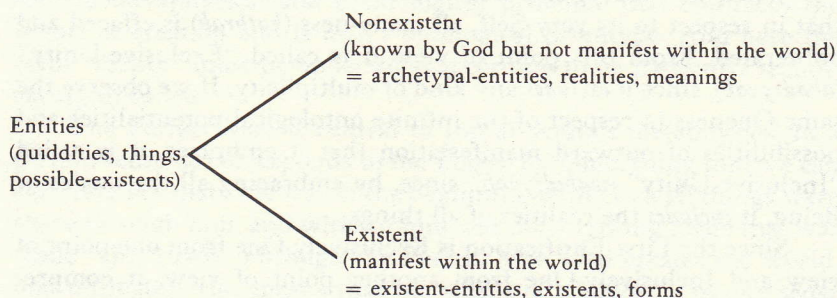 Nonexistent
(known by God but not manifest within the world)
= archetypal-entities, realities, meanings
Entities
(quiddities, things,
possible-existents)
Existent
(manifest within the world)
existent-entities, existents, forms